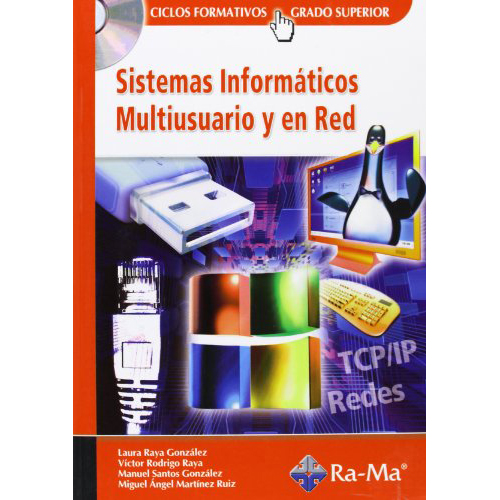 CICLOS FORMATIVOS GRADO SUPERIOR
Sistemas Informáticos
Multiusuario y en Red
TCP/IP
Redes
Laura Raya González
Víctor Rodrigo Raya
Manuel Santos González
Miguel Ángel Martínez Ruiz
Ra-Ma®